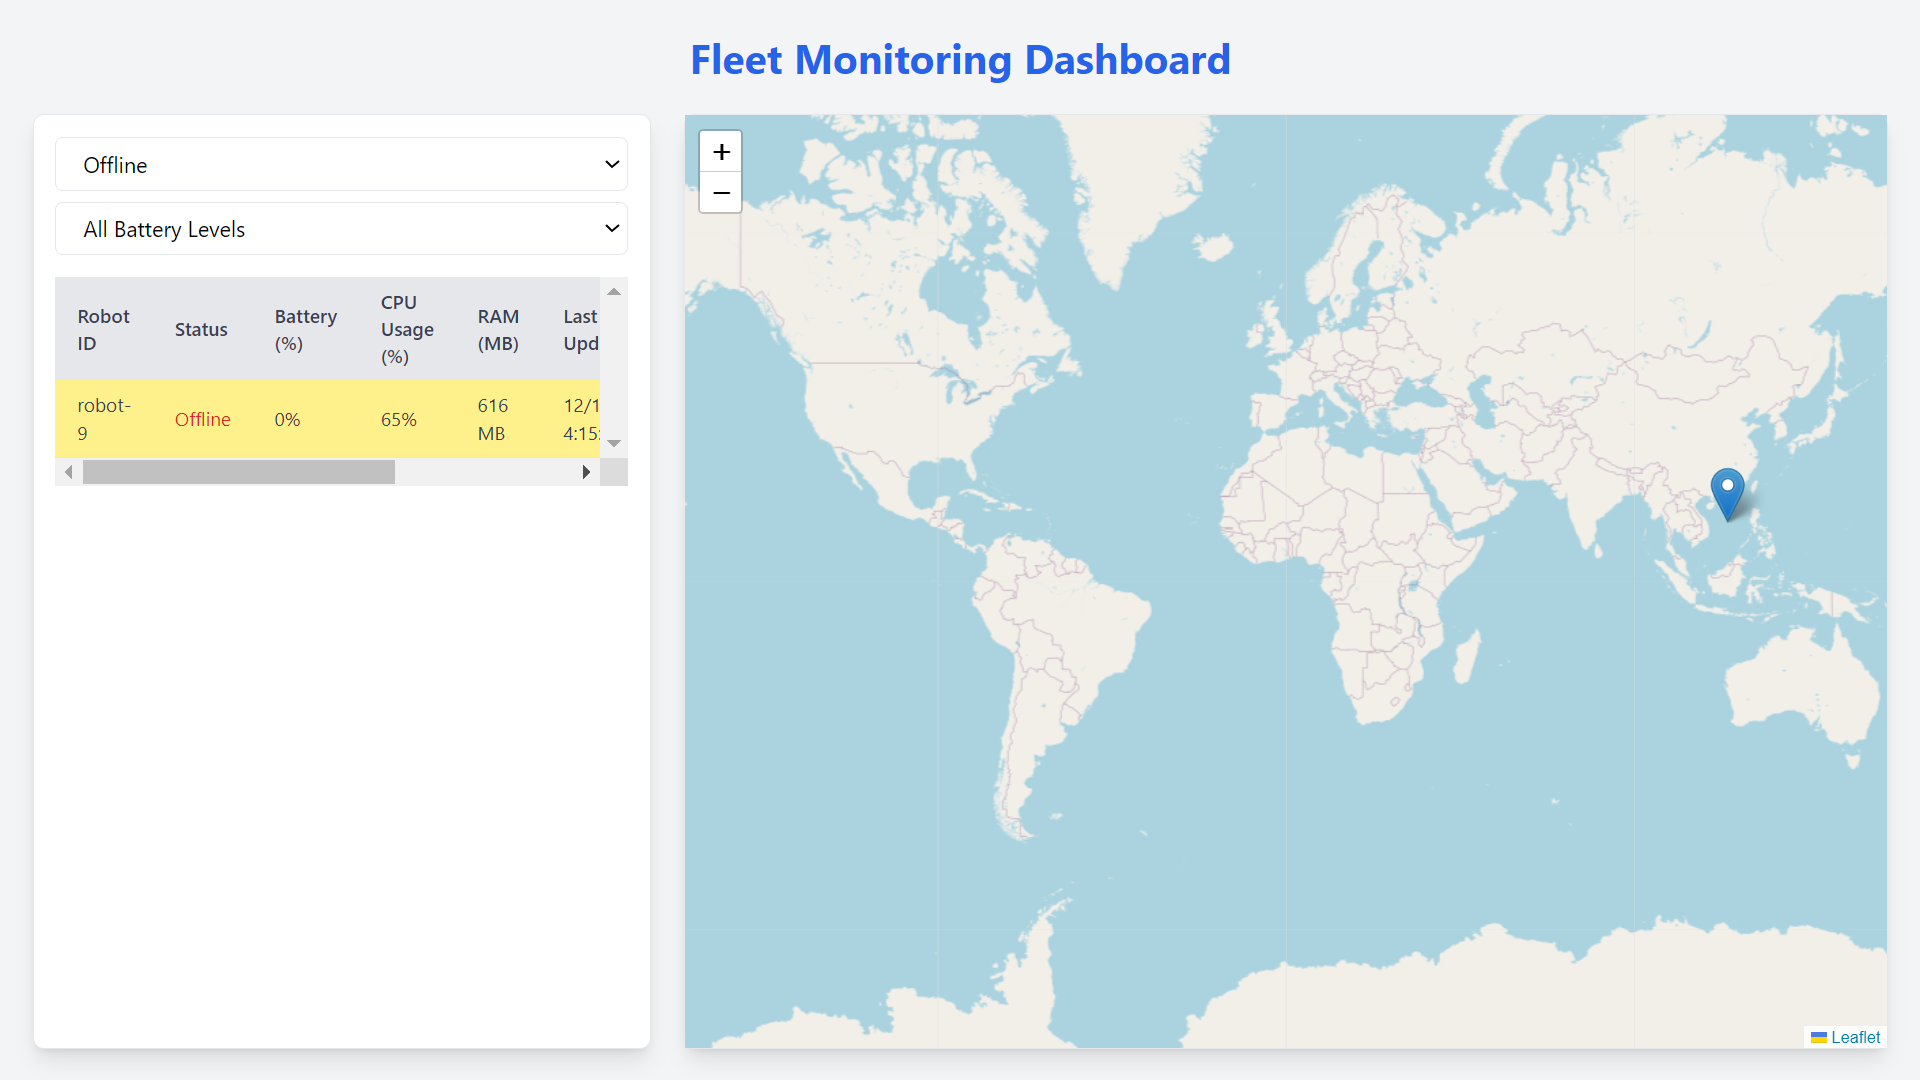 Fleet Monitoring Dashboard
Offline
All Battery Levels
Robot ID
Status
Battery (%)
CPU Usage (%)
RAM (MB)
Last Upd
robot-9
Offline
0%
65%
616 MB
12/1
4:15:
+
−
Leaflet